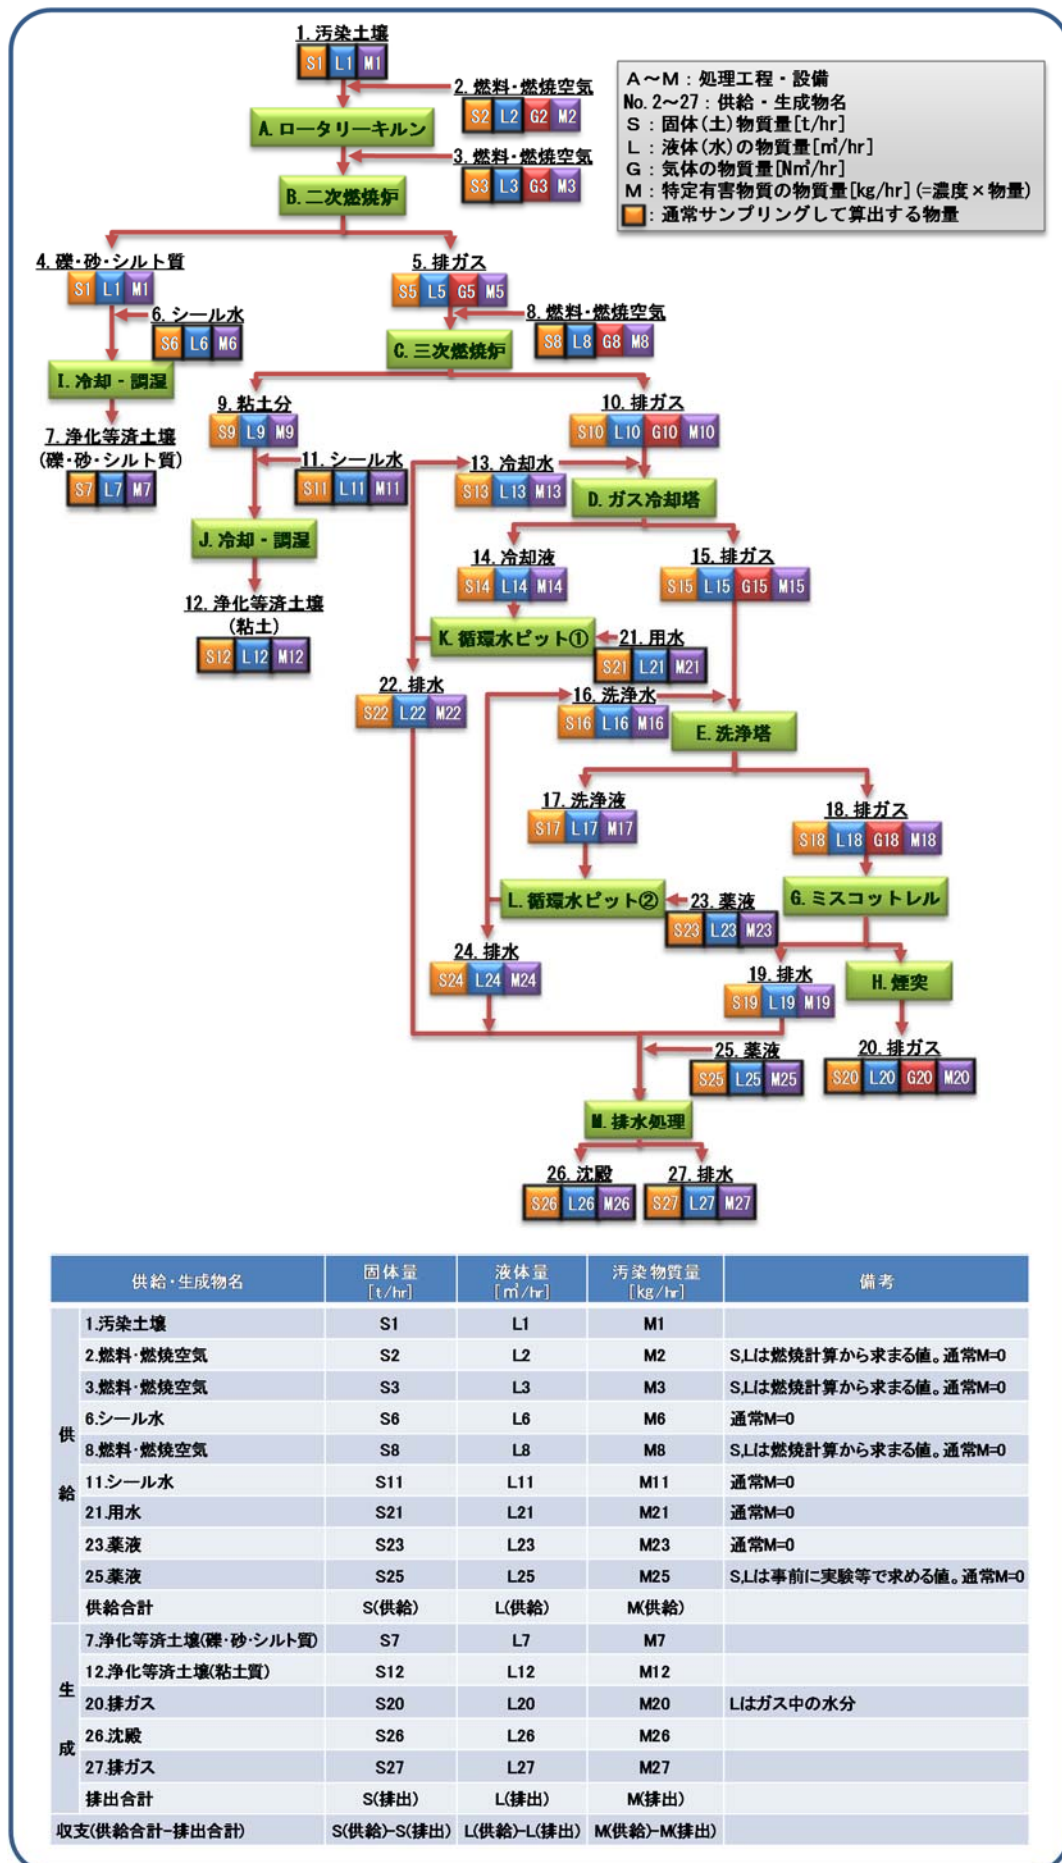 1. 汚染土壌
S1 L1 M1
2. 燃料・燃焼空気
S2 L2 G2 M2
A. ロータリーキルン
3. 燃料・燃焼空気
S3 L3 G3 M3
B. 二次燃焼炉
A～M：処理工程・設備
No. 2～27：供給・生成物名
S：固体(土)物質量[t/hr]
L：液体(水)の物質量[㎥/hr]
G：気体の物質量[N㎥/hr]
M：特定有害物質の物質量[kg/hr] (=濃度×物量)
：通常サンプリングして算出する物量
4. 礫・砂・シルト質
S1 L1 M1
5. 排ガス
S5 L5 G5 M5
6. シール水
S6 L6 M6
8. 燃料・燃焼空気
S8 L8 G8 M8
C. 三次燃焼炉
I. 冷却・調湿
7. 浄化等済土壌
(礫・砂・シルト質)
S7 L7 M7
9. 粘土分
S9 L9 M9
10. 排ガス
S10 L10 G10 M10
11. シール水
S11 L11 M11
13. 冷却水
S13 L13 M13
D. ガス冷却塔
J. 冷却・調湿
12. 浄化等済土壌
(粘土)
S12 L12 M12
14. 冷却液
S14 L14 M14
15. 排ガス
S15 L15 G15 M15
K. 循環水ピット①
21. 用水
S21 L21 M21
22. 排水
S22 L22 M22
16. 洗浄水
S16 L16 M16
E. 洗浄塔
17. 洗浄液
S17 L17 M17
18. 排ガス
S18 L18 G18 M18
L. 循環水ピット②
23. 薬液
S23 L23 M23
G. ミスコットレル
24. 排水
S24 L24 M24
19. 排水
S19 L19 M19
H. 煙突
25. 薬液
S25 L25 M25
20. 排ガス
S20 L20 G20 M20
M. 排水処理
26. 沈殿
S26 L26 M26
27. 排水
S27 L27 M27
供給・生成物名 固体量[t/hr] 液体量[㎥/hr] 汚染物質量[kg/hr] 備考
供給
1.汚染土壌 S1 L1 M1
2.燃料・燃焼空気 S2 L2 M2 S,Lは燃焼計算から求まる値。通常M=0
3.燃料・燃焼空気 S3 L3 M3 S,Lは燃焼計算から求まる値。通常M=0
6.シール水 S6 L6 M6 通常M=0
8.燃料・燃焼空気 S8 L8 M8 S,Lは燃焼計算から求まる値。通常M=0
11.シール水 S11 L11 M11 通常M=0
21.用水 S21 L21 M21 通常M=0
23.薬液 S23 L23 M23 通常M=0
25.薬液 S25 L25 M25 S,Lは事前に実験等で求める値。通常M=0
供給合計 S(供給) L(供給) M(供給)
生成
7.浄化等済土壌(礫・砂・シルト質) S7 L7 M7
12.浄化等済土壌(粘土質) S12 L12 M12
20.排ガス S20 L20 M20 Lはガス中の水分
26.沈殿 S26 L26 M26
27.排ガス S27 L27 M27
排出合計 S(排出) L(排出) M(排出)
収支(供給合計-排出合計) S(供給)-S(排出) L(供給)-L(排出) M(供給)-M(排出)